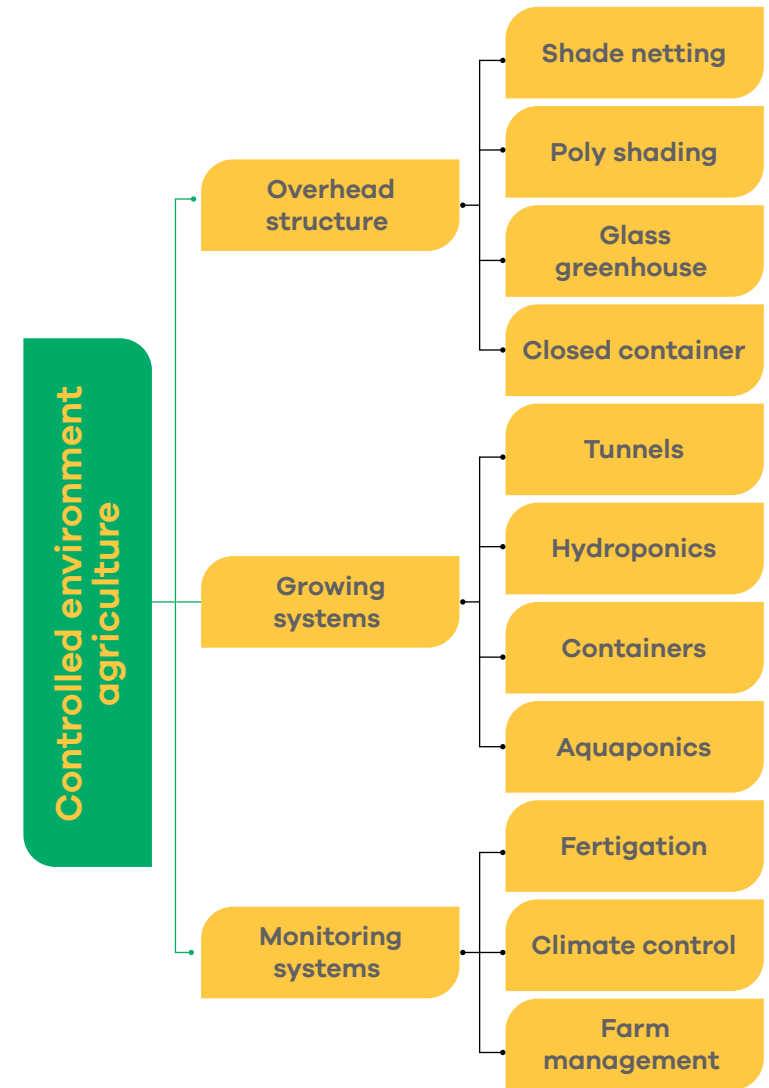 Controlled environment
agriculture
Overhead
structure
Shade netting
Poly shading
Glass
greenhouse
Closed container
Growing
systems
Tunnels
Hydroponics
Containers
Aquaponics
Monitoring
systems
Fertigation
Climate control
Farm
management